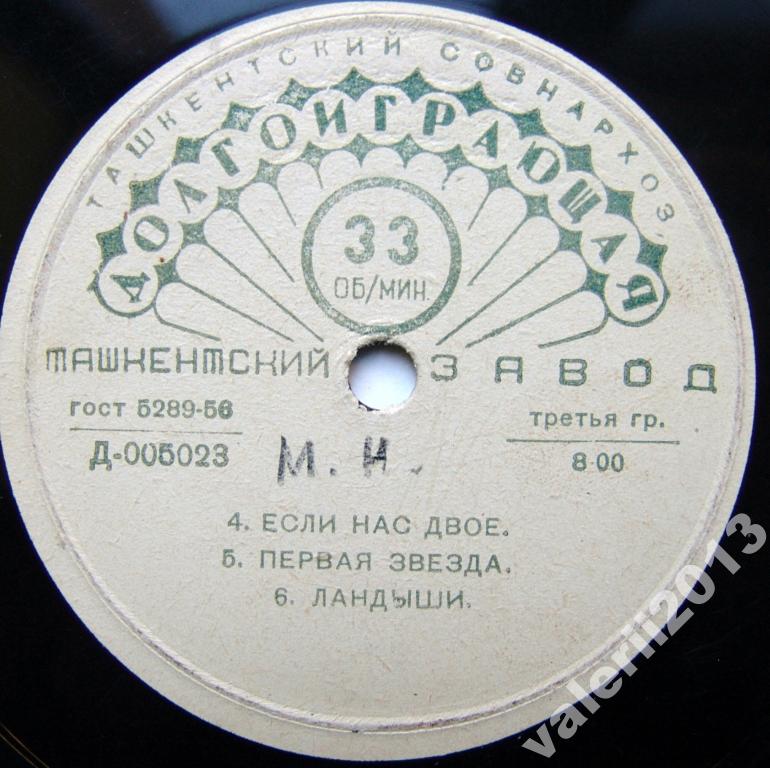 ТАШКЕНТСКИЙ СОВНАРХОЗ
ДОЛГОИГРАЮЩАЯ
33
ОБ/МИН.
ТАШКЕНТСКИЙ ЗАВОД
ГОСТ 5289-56
Д-005023
третья гр.
8-00
М. Н.
4. ЕСЛИ НАС ДВОЕ.
5. ПЕРВАЯ ЗВЕЗДА.
6. ЛАНДЫШИ.
valerii2013